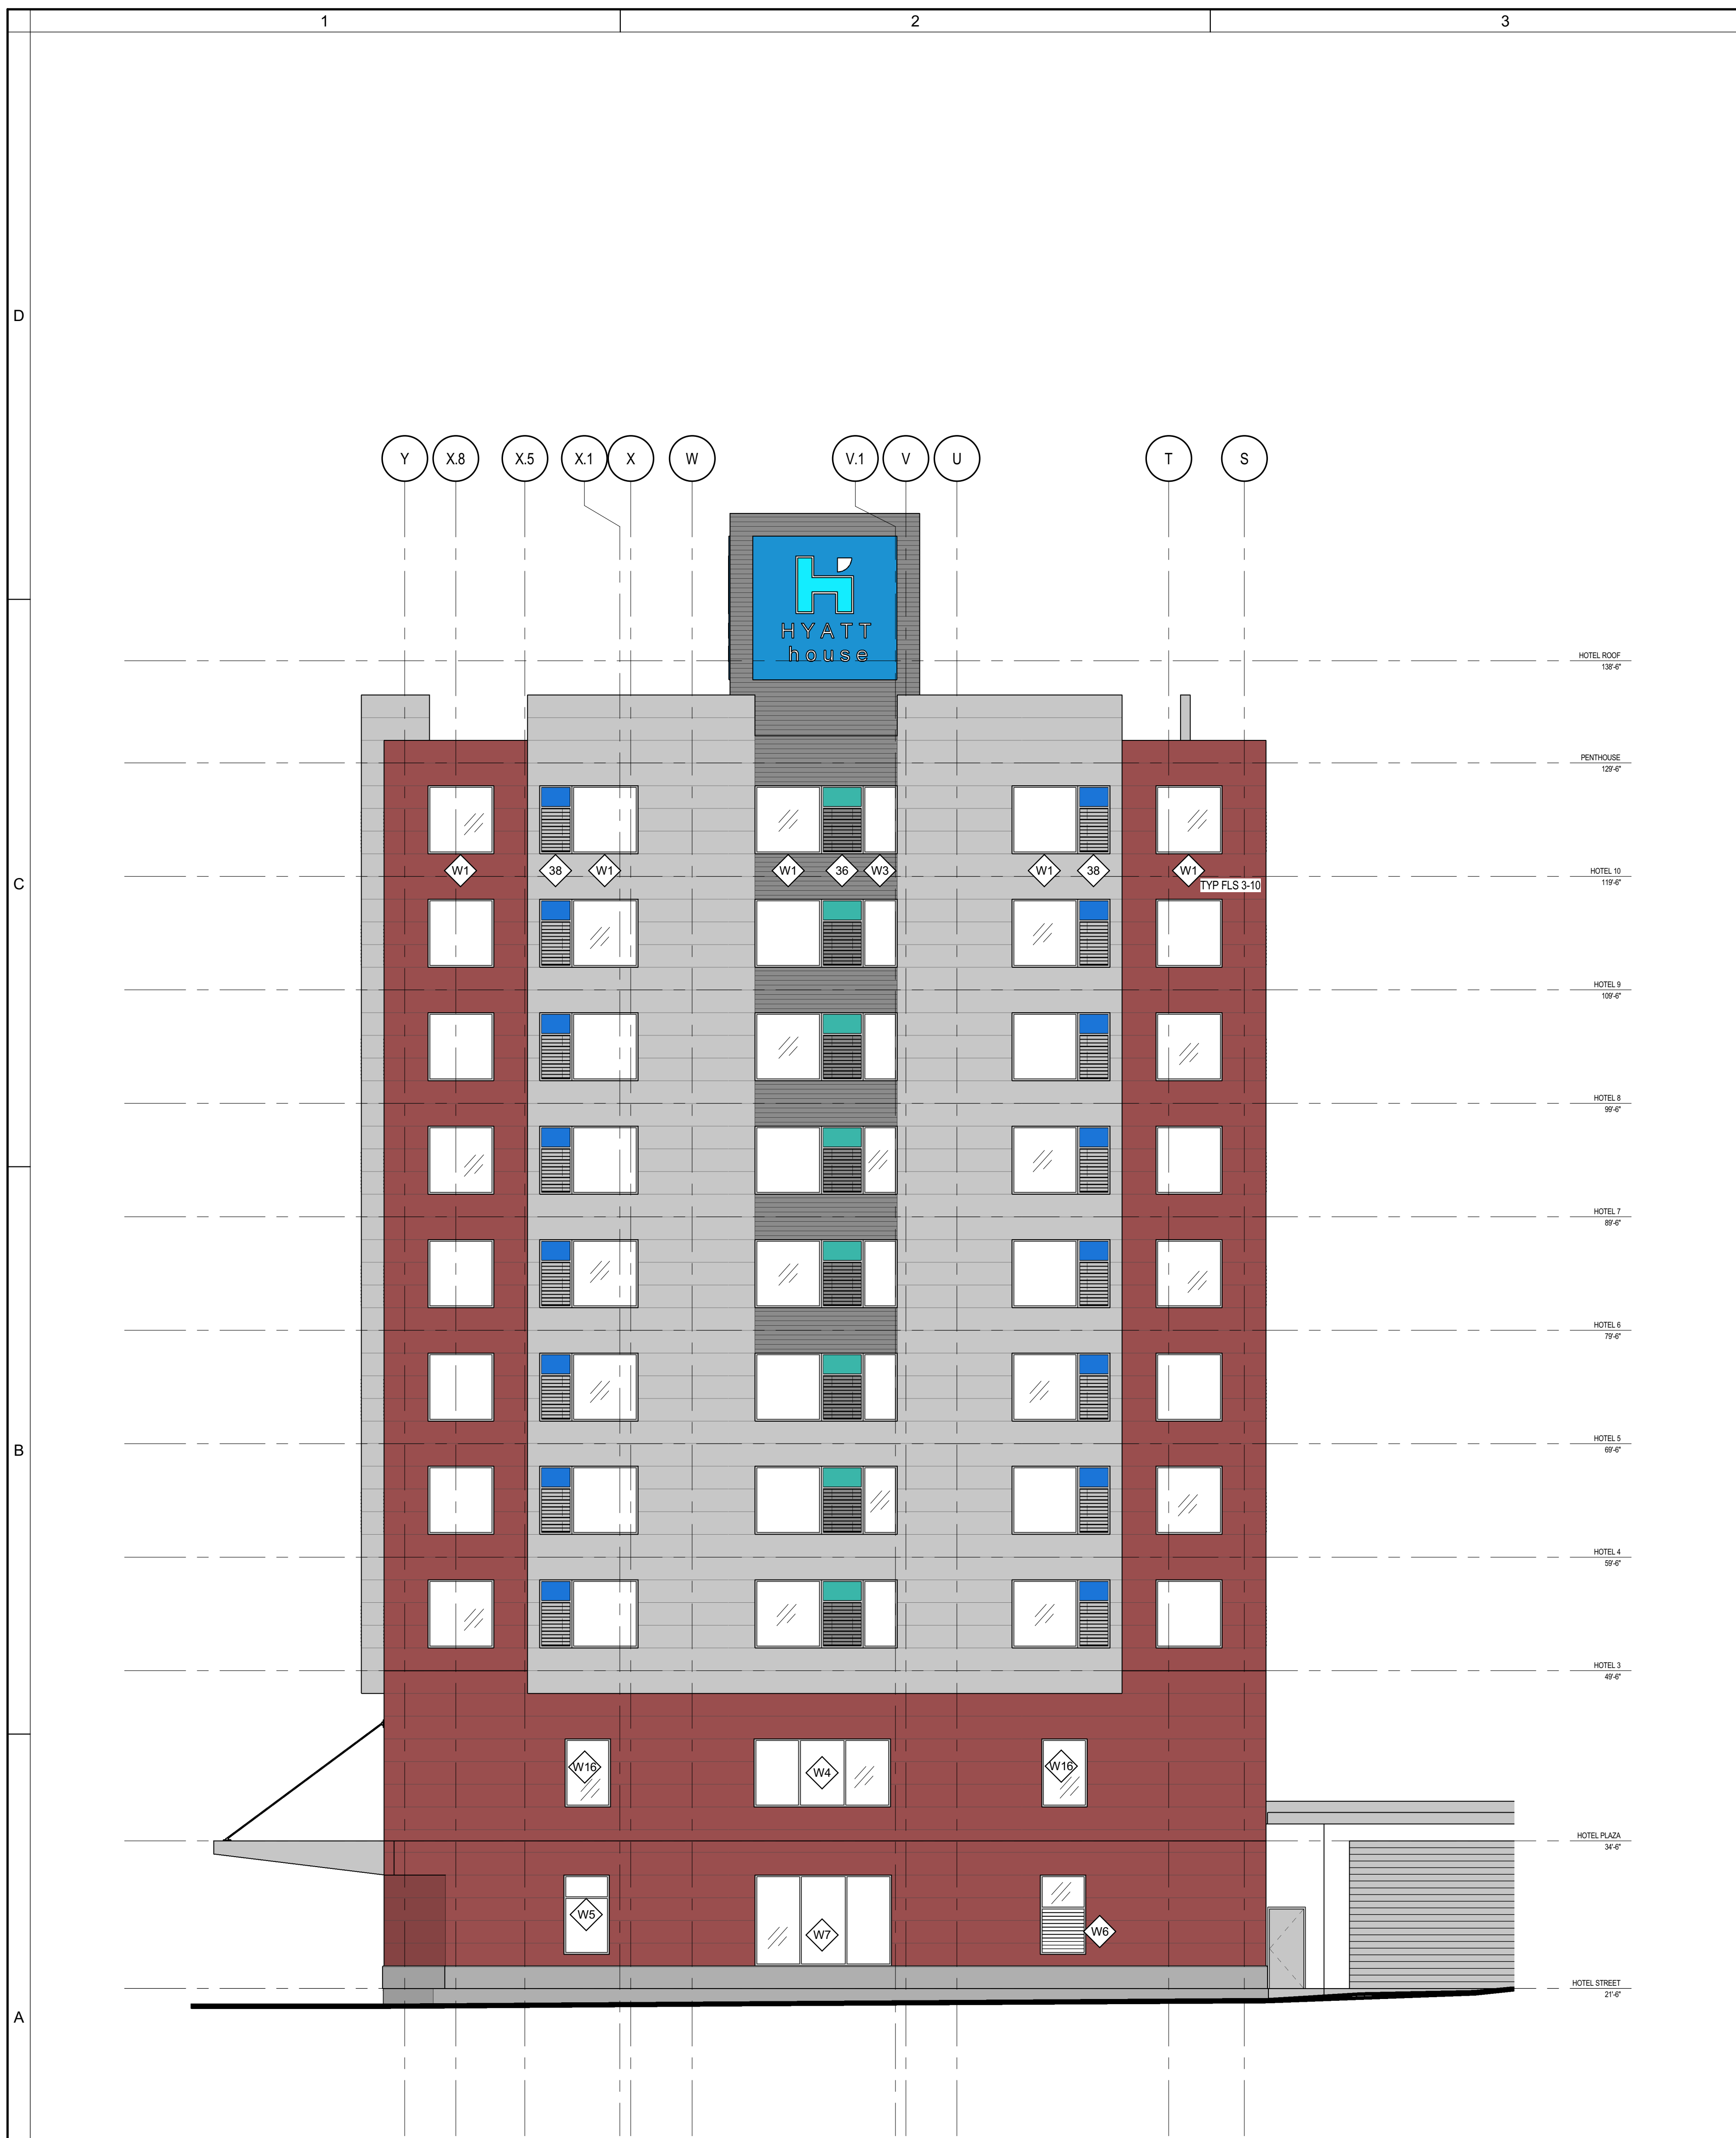 1 2 3
D
Y X.8 X.5 X.1 X W V.1 V U T S
HYATT
house
HOTEL ROOF
138'-6"
PENTHOUSE
129'-6"
C
W1 38 W1 W1 36 W3 W1 38 W1
TYP FLS 3-10
HOTEL 10
119'-6"
HOTEL 9
109'-6"
HOTEL 8
99'-6"
HOTEL 7
89'-6"
HOTEL 6
79'-6"
B
HOTEL 5
69'-6"
HOTEL 4
59'-6"
HOTEL 3
49'-6"
W16 W4 W16
HOTEL PLAZA
34'-6"
W5 W7 W6
HOTEL STREET
21'-6"
A